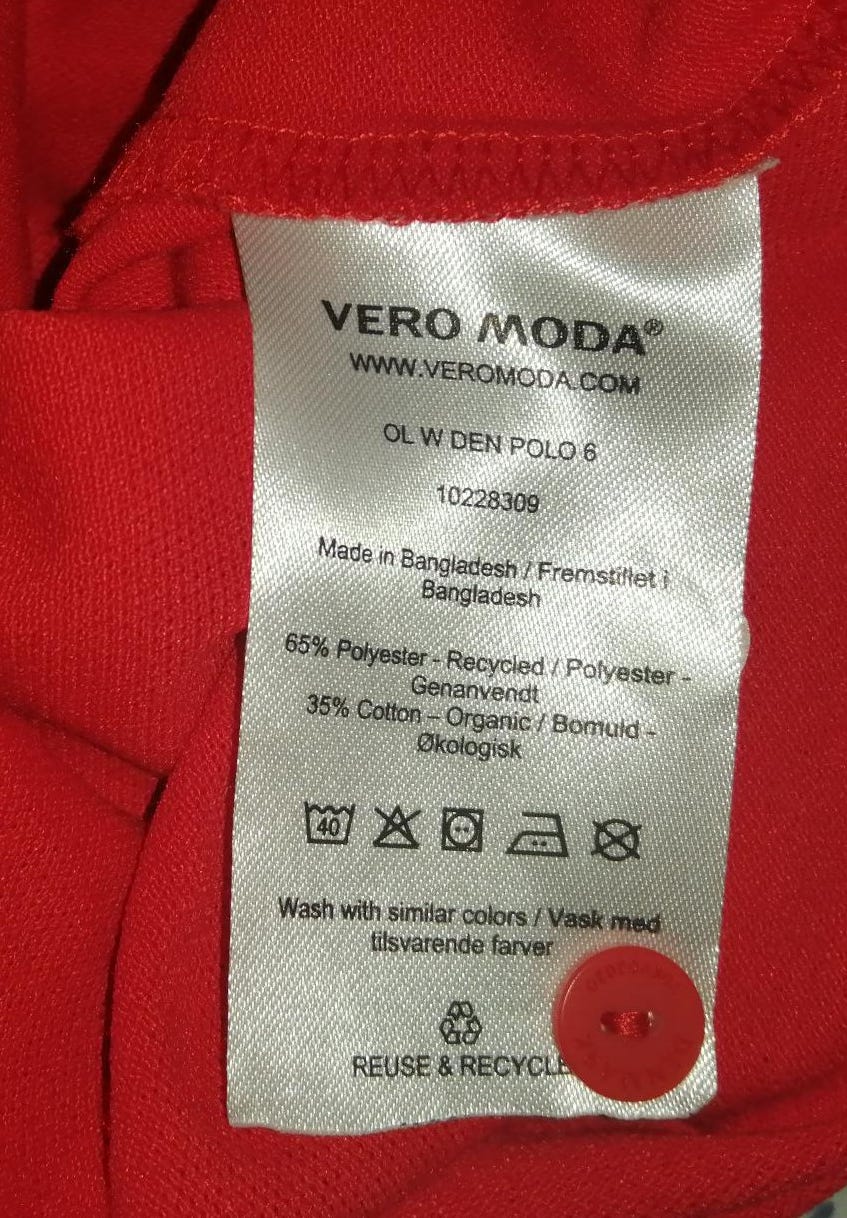 VERO MODA®
WWW.VEROMODA.COM
OL W DEN POLO 6
10228309
Made in Bangladesh / Fremstillet i
Bangladesh
65% Polyester - Recycled / Polyester -
Genanvendt
35% Cotton – Organic / Bomuld -
Økologisk
40
Wash with similar colors / Vask med
tilsvarende farver
REUSE & RECYCLE